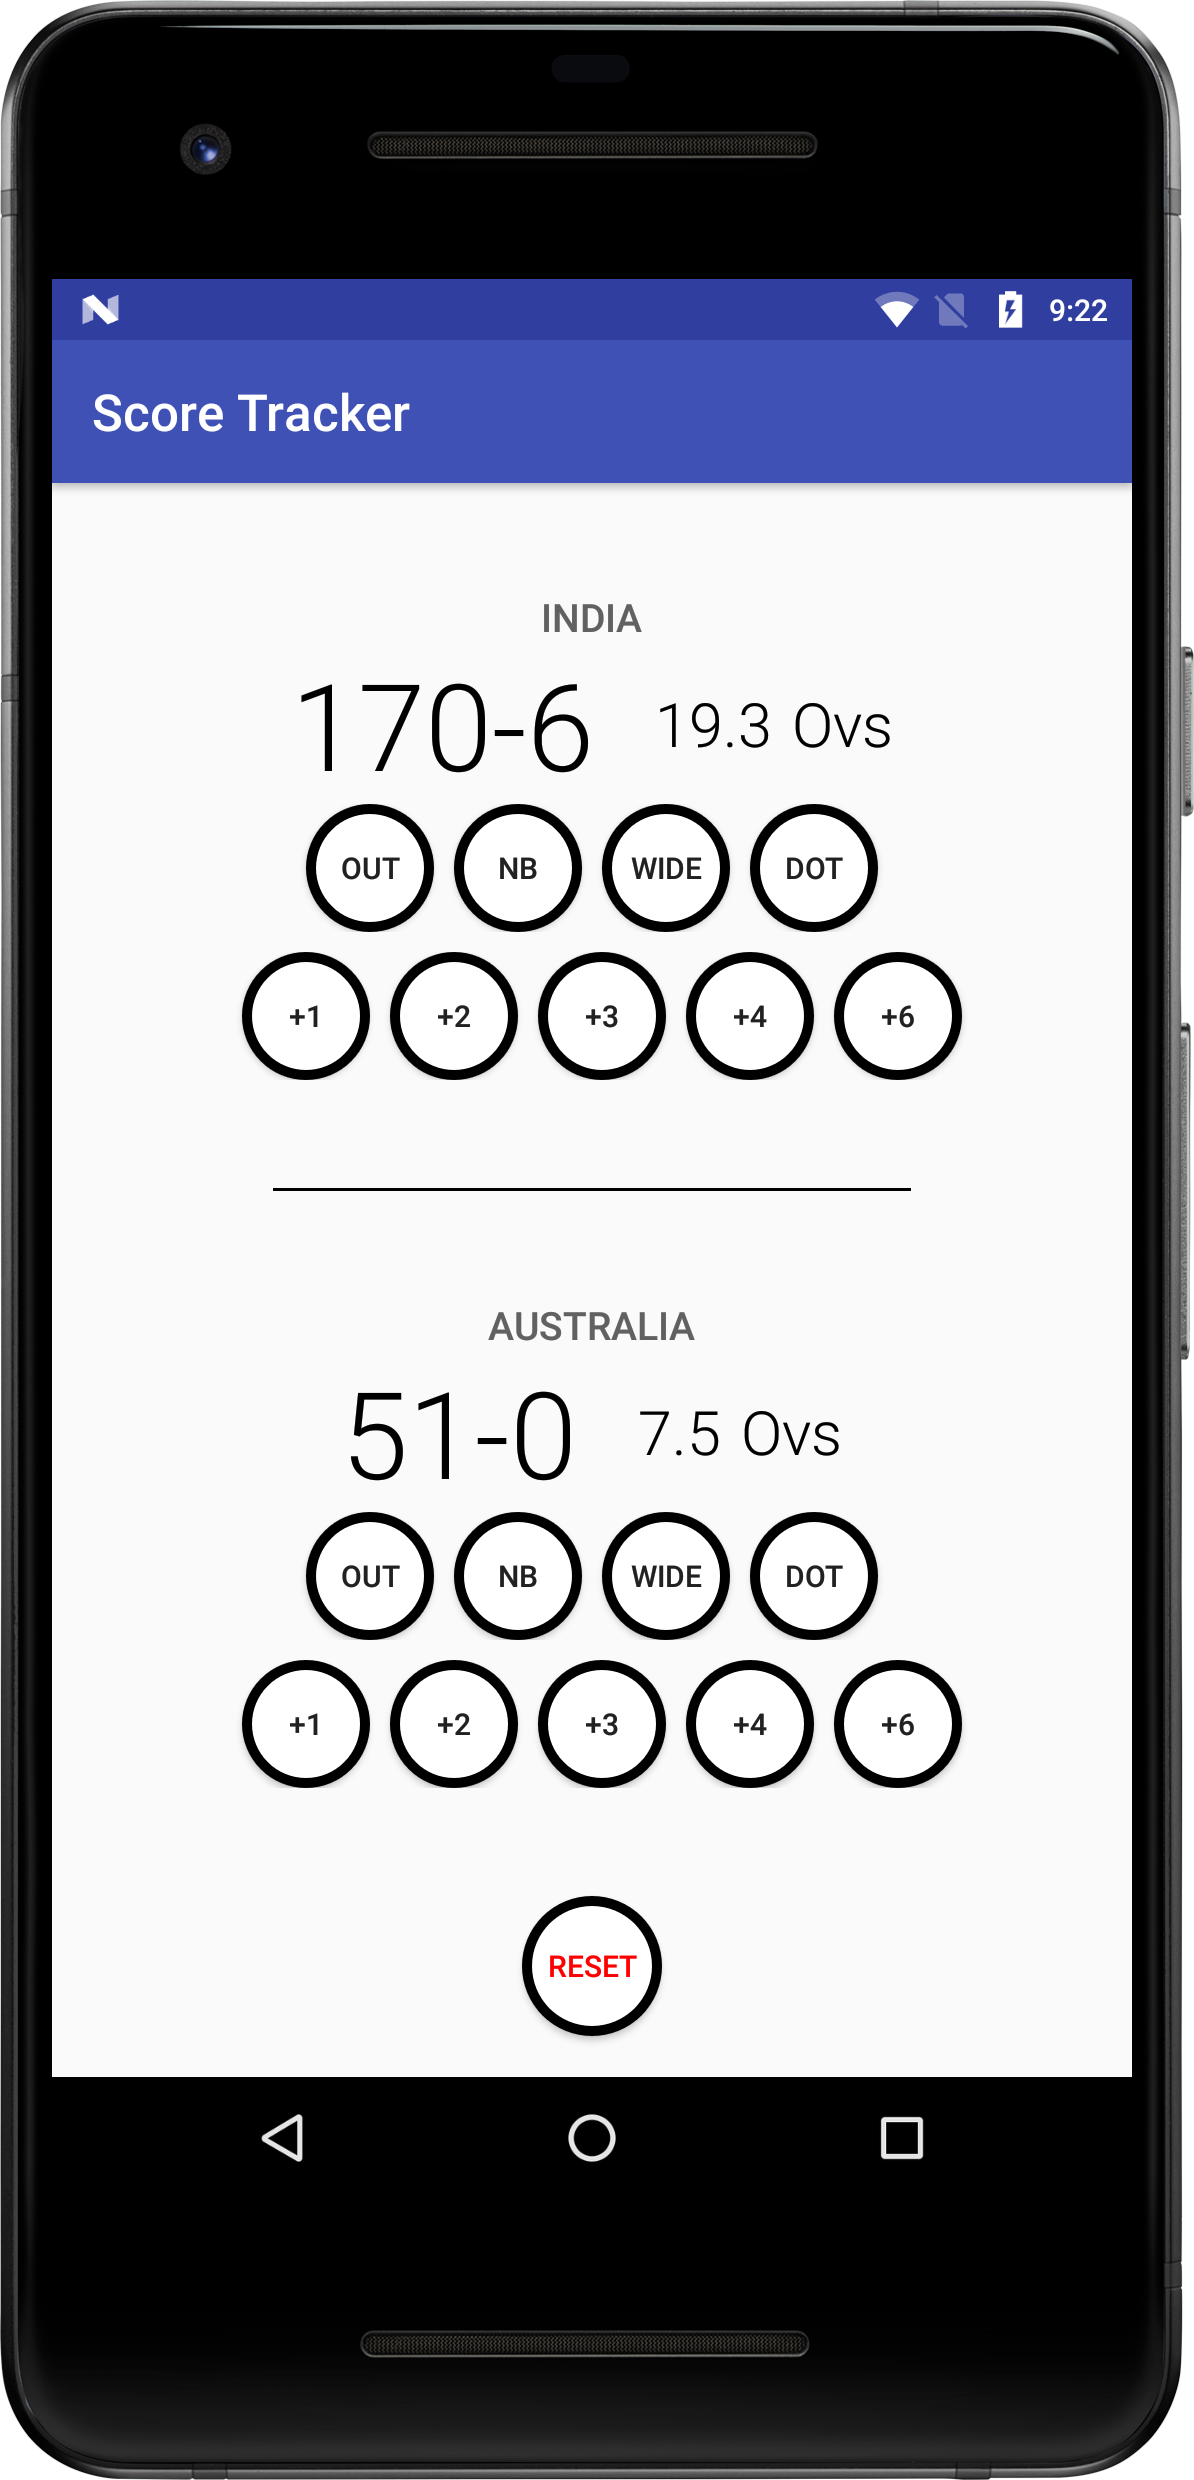 9:22
Score Tracker
INDIA
170-6 19.3 Ovs
OUT NB WIDE DOT
+1 +2 +3 +4 +6
AUSTRALIA
51-0 7.5 Ovs
OUT NB WIDE DOT
+1 +2 +3 +4 +6
RESET